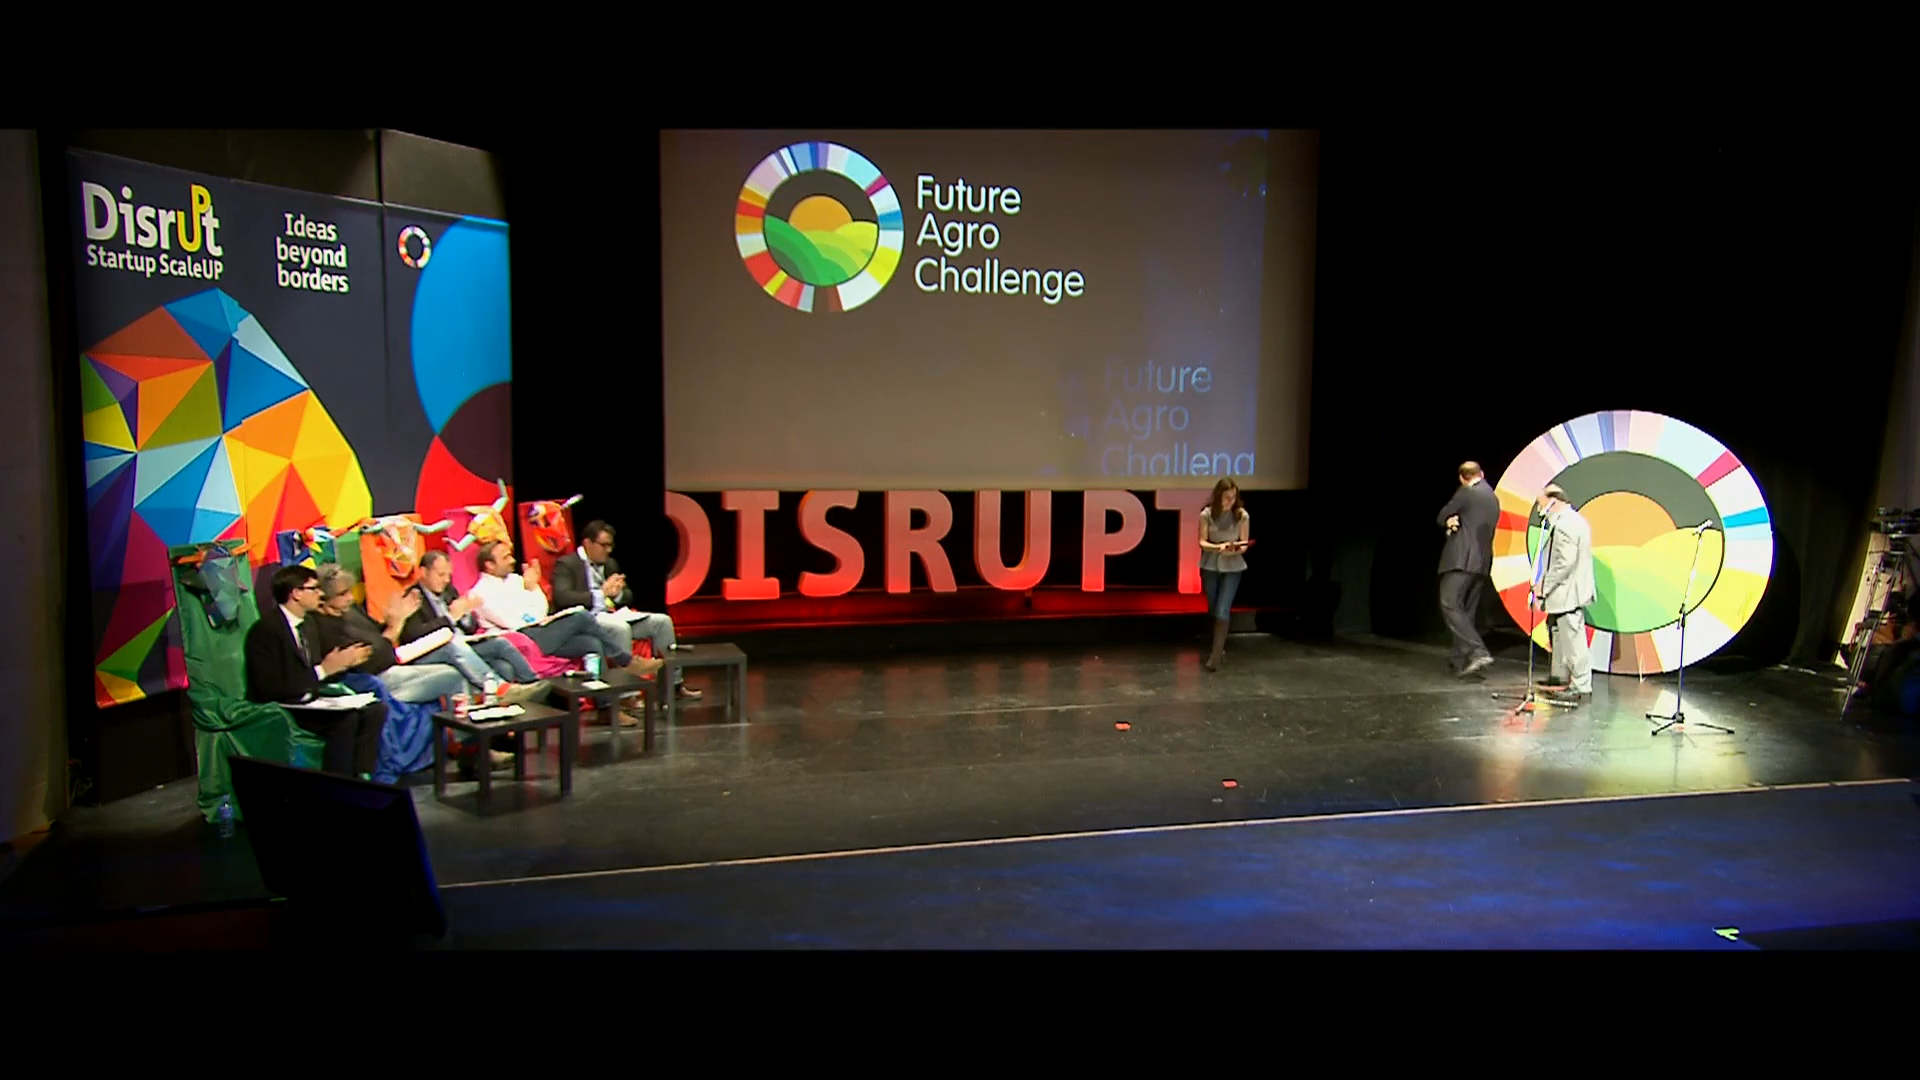 Disrupt
Startup ScaleUP
Ideas
beyond
borders
Future
Agro
Challenge
Future
Agro
Challeng
DISRUPT